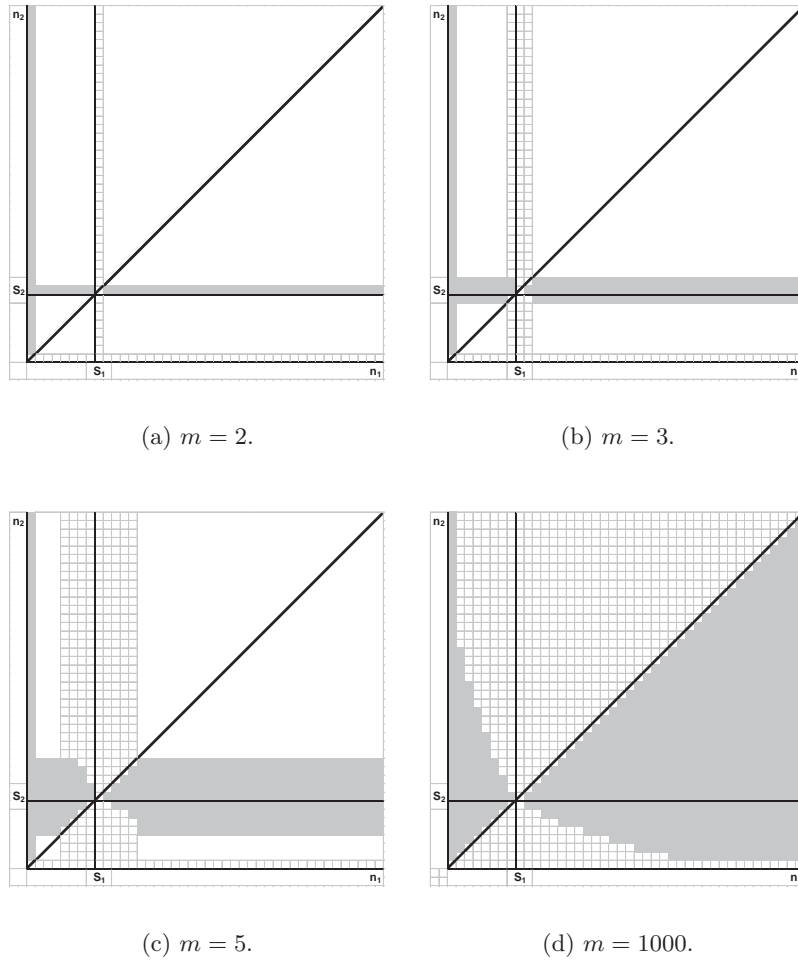 n₂
S₂
S₁
n₁
(a) m = 2.
n₂
S₂
S₁
n
(b) m = 3.
n₂
S₂
S₁
n₁
(c) m = 5.
n₂
S₂
S₁
n
(d) m = 1000.